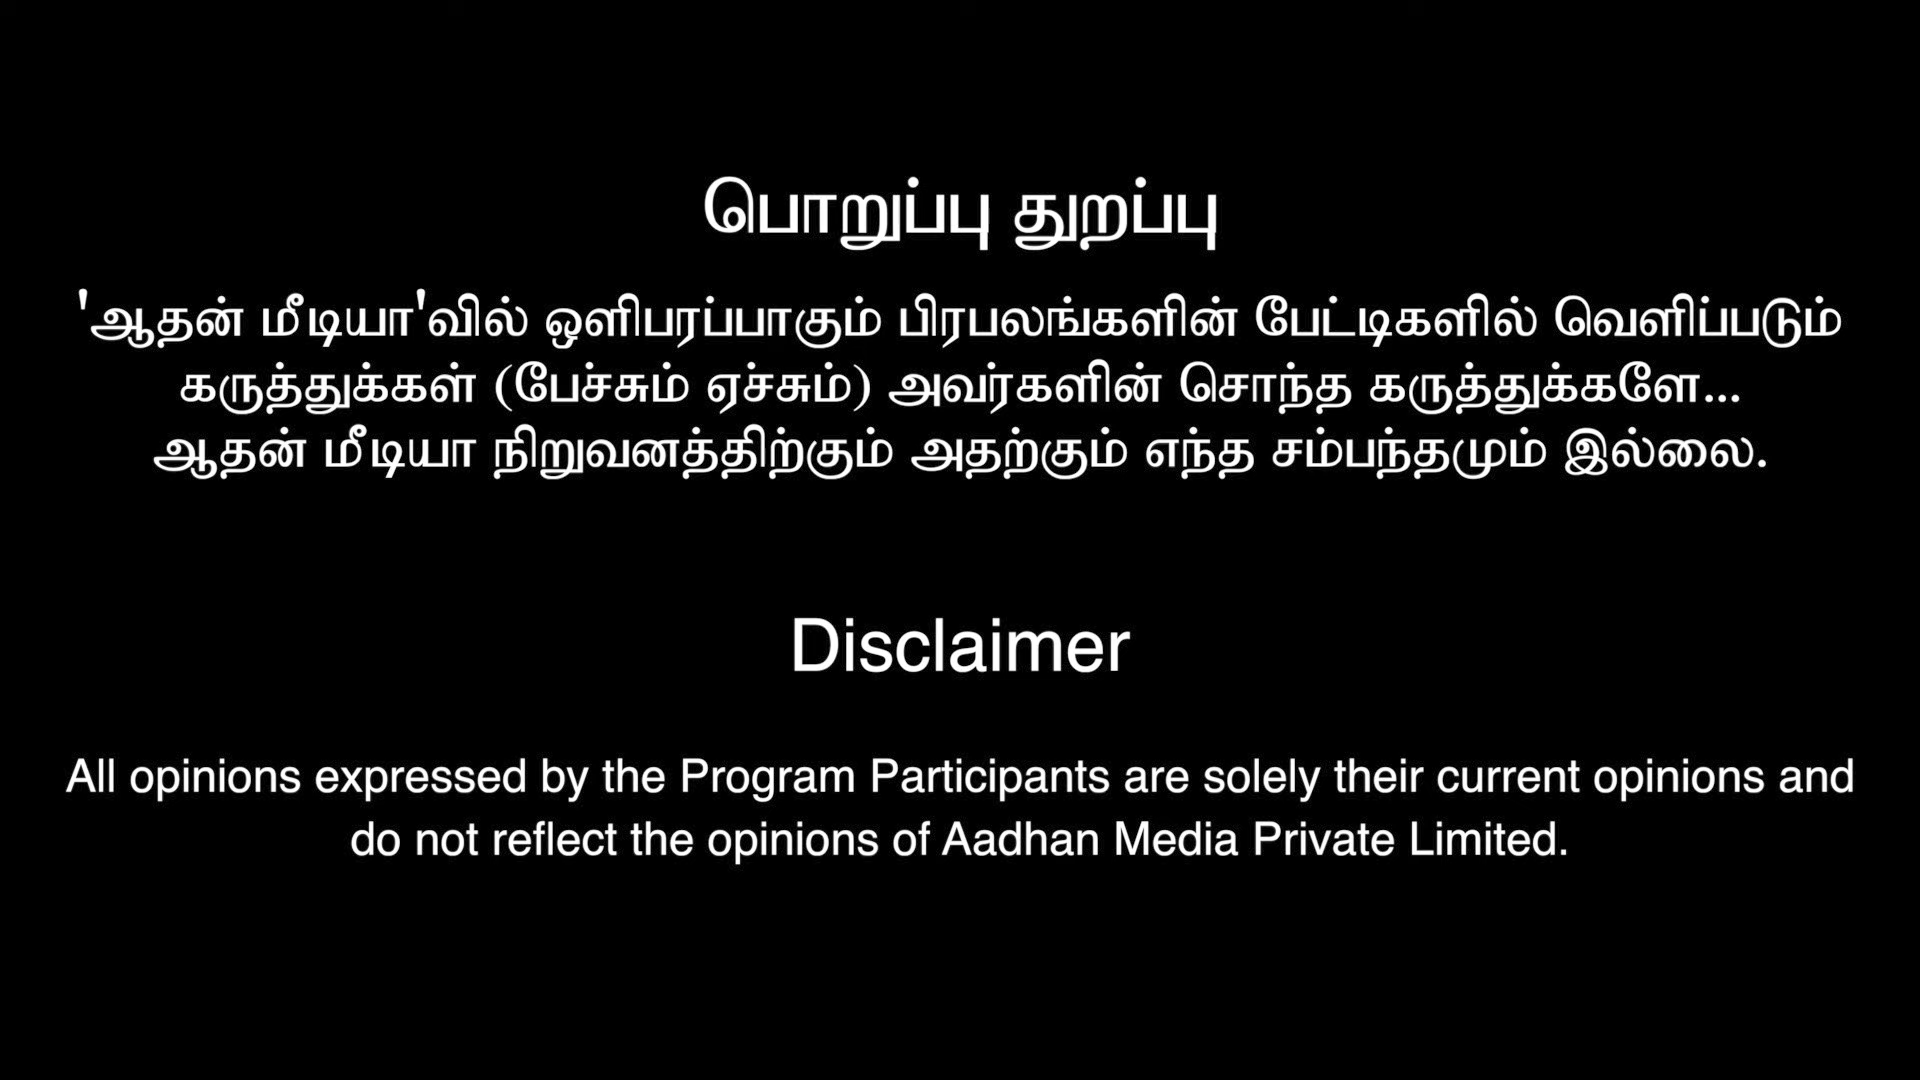 பொறுப்பு துறப்பு
'ஆதன் மீடியா'வில் ஒளிபரப்பாகும் பிரபலங்களின் பேட்டிகளில் வெளிப்படும்
கருத்துக்கள் (பேச்சும் ஏச்சும்) அவர்களின் சொந்த கருத்துக்களே...
ஆதன் மீடியா நிறுவனத்திற்கும் அதற்கும் எந்த சம்பந்தமும் இல்லை.
Disclaimer
All opinions expressed by the Program Participants are solely their current opinions and
do not reflect the opinions of Aadhan Media Private Limited.